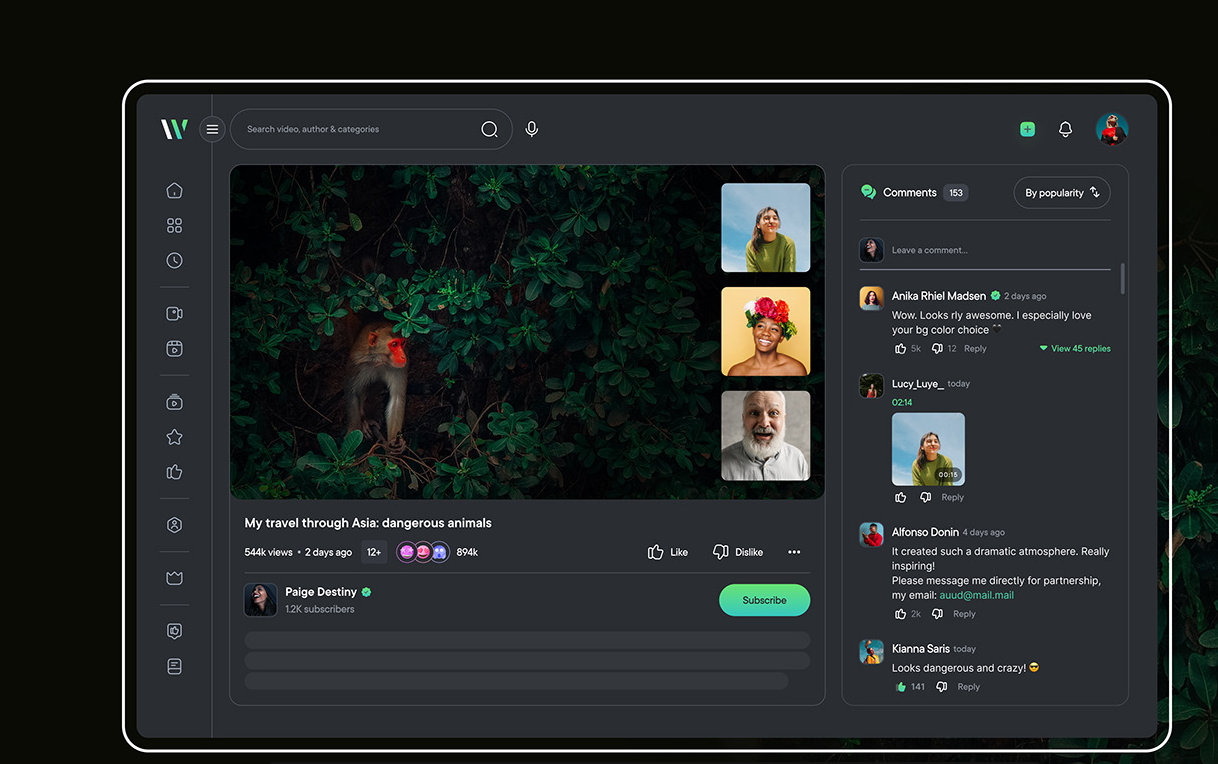 Search video, author & categories
My travel through Asia: dangerous animals
544k views • 2 days ago 12+ 894k
Like Dislike
Paige Destiny
1.2K subscribers
Subscribe
Comments 153
By popularity
Leave a comment...
Anika Rhiel Madsen 2 days ago
Wow. Looks rly awesome. I especially love
your bg color choice 🖤
5k 12 Reply View 45 replies
Lucy_Luye_ today
02:14
00:15
Reply
Alfonso Donin 4 days ago
It created such a dramatic atmosphere. Really
inspiring!
Please message me directly for partnership,
my email: auud@mail.mail
2k Reply
Kianna Saris today
Looks dangerous and crazy! 😎
141 Reply